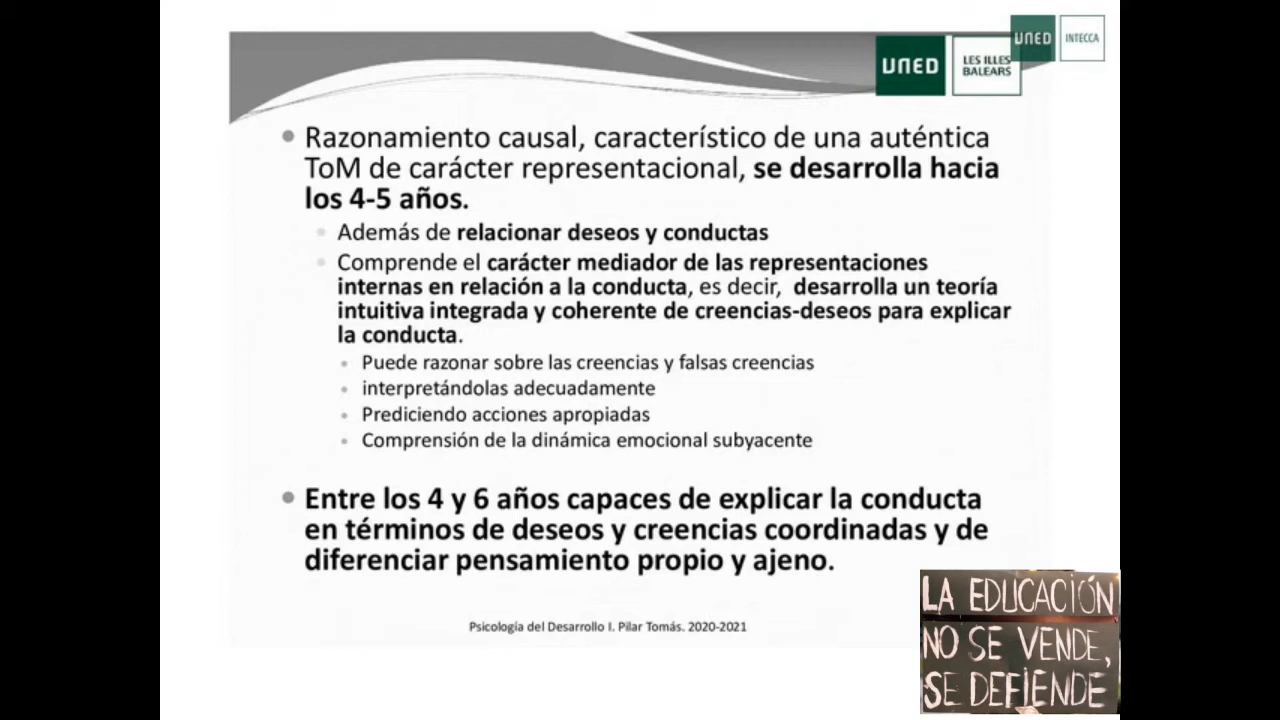 UNED
INTECCA
UNED
LES ILLES
BALEARS
Razonamiento causal, característico de una auténtica
ToM de carácter representacional, se desarrolla hacia
los 4-5 años.
Además de relacionar deseos y conductas
Comprende el carácter mediador de las representaciones
internas en relación a la conducta, es decir, desarrolla un teoría
intuitiva integrada y coherente de creencias-deseos para explicar
la conducta.
Puede razonar sobre las creencias y falsas creencias
interpretándolas adecuadamente
Prediciendo acciones apropiadas
Comprensión de la dinámica emocional subyacente
Entre los 4 y 6 años capaces de explicar la conducta
en términos de deseos y creencias coordinadas y de
diferenciar pensamiento propio y ajeno.
Psicología del Desarrollo I. Pilar Tomás. 2020-2021
LA EDUCACIÓN
NO SE VENDE,
SE DEFIENDE